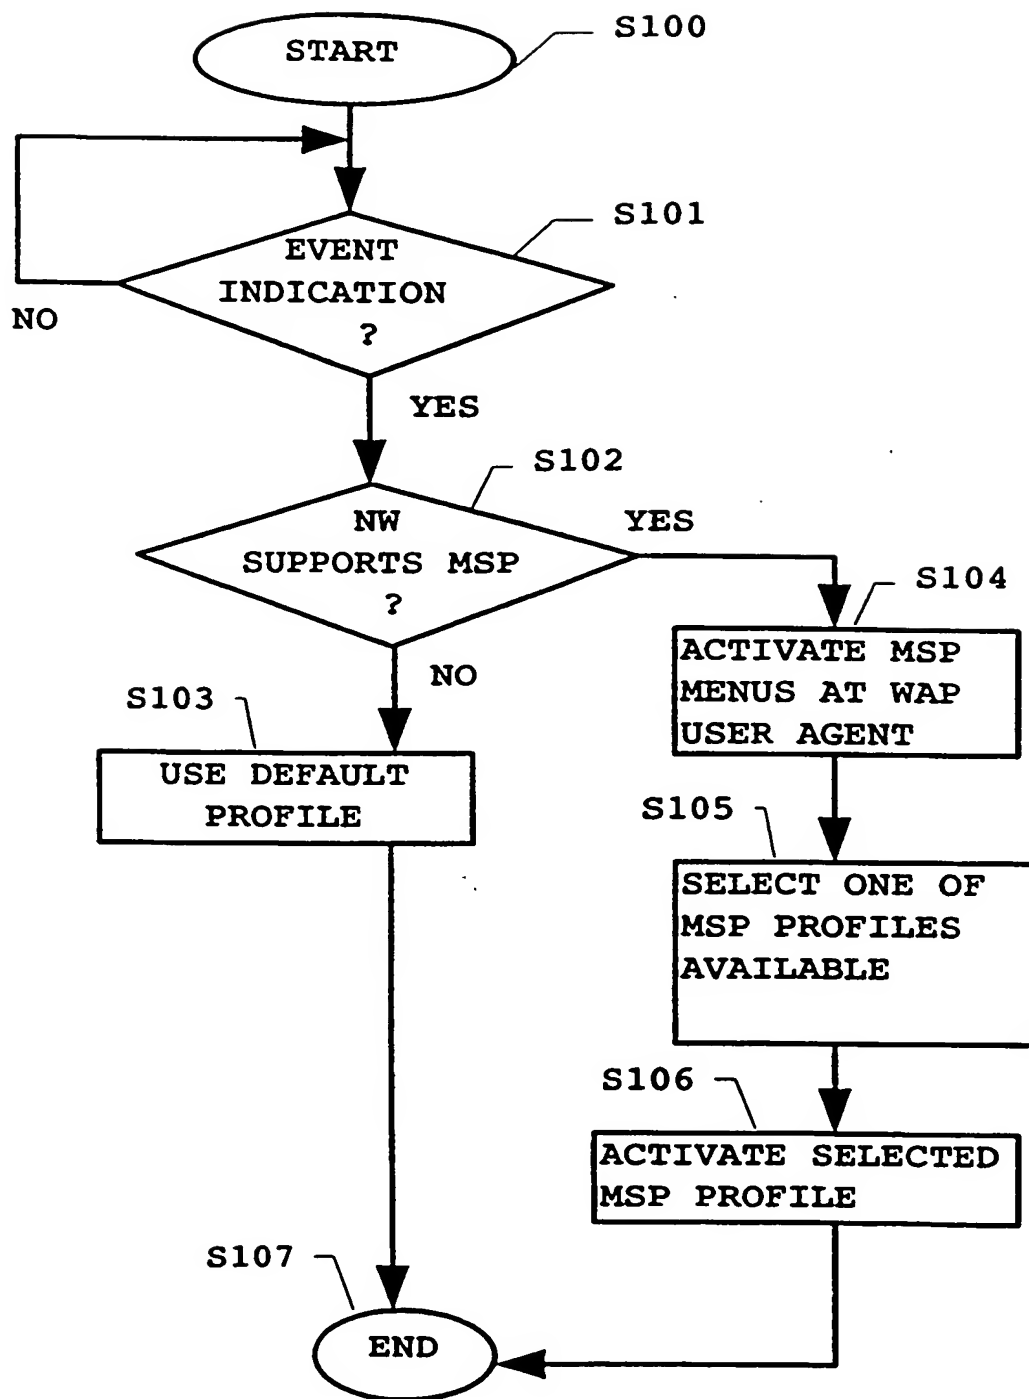 START
S100
S101
EVENT
INDICATION
?
NO
YES
S102
NW
SUPPORTS MSP
?
YES
NO
S104
ACTIVATE MSP
MENUS AT WAP
USER AGENT
S103
USE DEFAULT
PROFILE
S105
SELECT ONE OF
MSP PROFILES
AVAILABLE
S106
ACTIVATE SELECTED
MSP PROFILE
S107
END